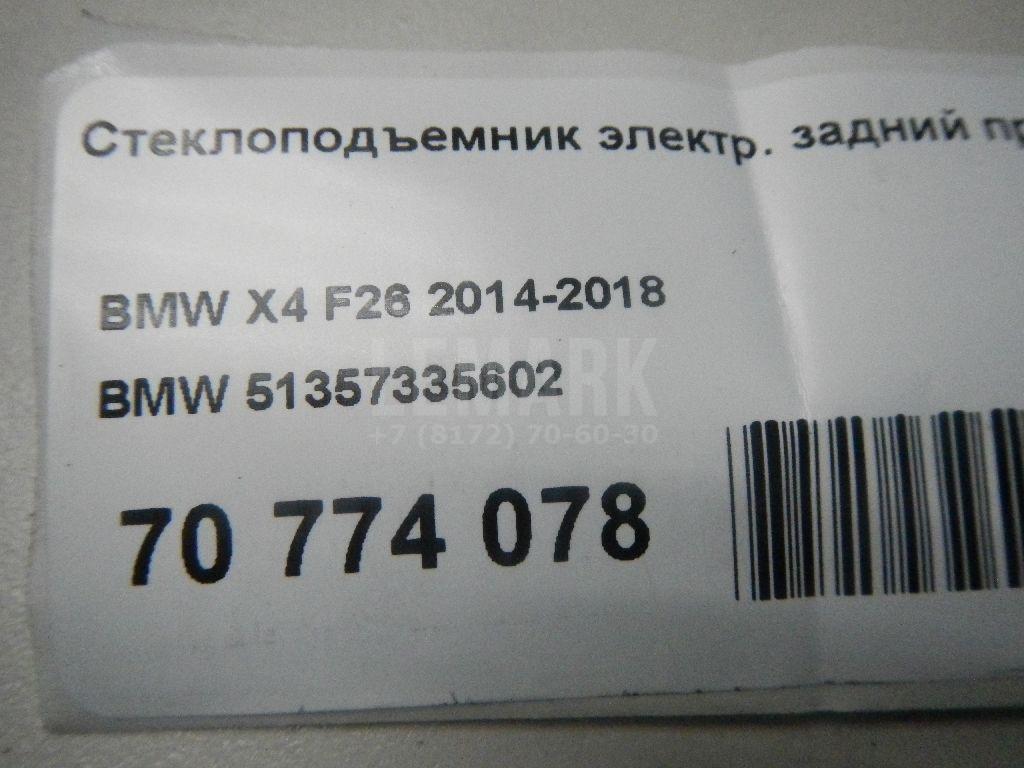 Стеклоподъемник электр. задний пр
BMW X4 F26 2014-2018
LEMARK
BMW 51357335602
+7 (8172) 70-60-30
70 774 078